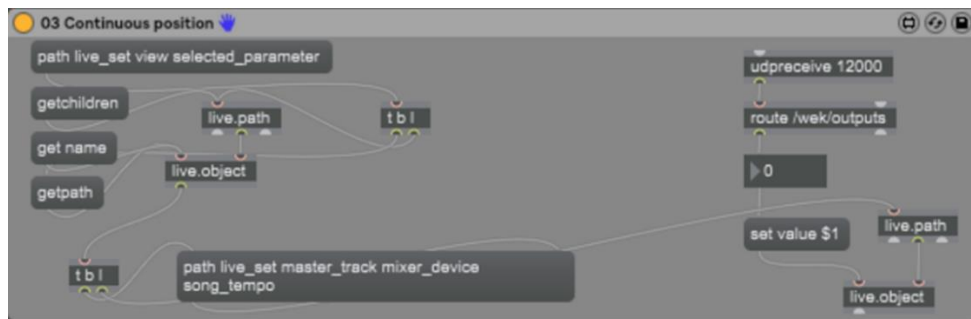 03 Continuous position 👋
path live_set view selected_parameter
getchildren
live.path
t b l
get name
live.object
getpath
t b l
path live_set master_track mixer_device
song_tempo
udpreceive 12000
route /wek/outputs
0
set value $1
live.path
live.object